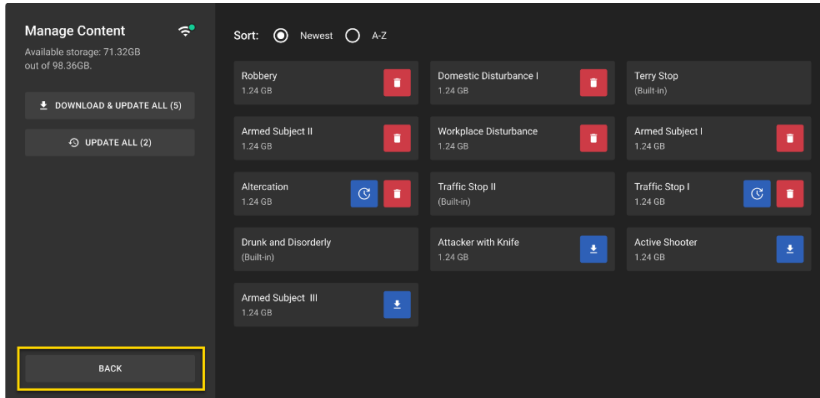 Manage Content
Available storage: 71.32GB
out of 98.36GB.
DOWNLOAD & UPDATE ALL (5)
UPDATE ALL (2)
BACK
Sort:
Newest
A-Z
Robbery
1.24 GB
Domestic Disturbance I
1.24 GB
Terry Stop
(Built-in)
Armed Subject II
1.24 GB
Workplace Disturbance
1.24 GB
Armed Subject I
1.24 GB
Altercation
1.24 GB
Traffic Stop II
(Built-in)
Traffic Stop I
1.24 GB
Drunk and Disorderly
(Built-in)
Attacker with Knife
1.24 GB
Active Shooter
1.24 GB
Armed Subject III
1.24 GB